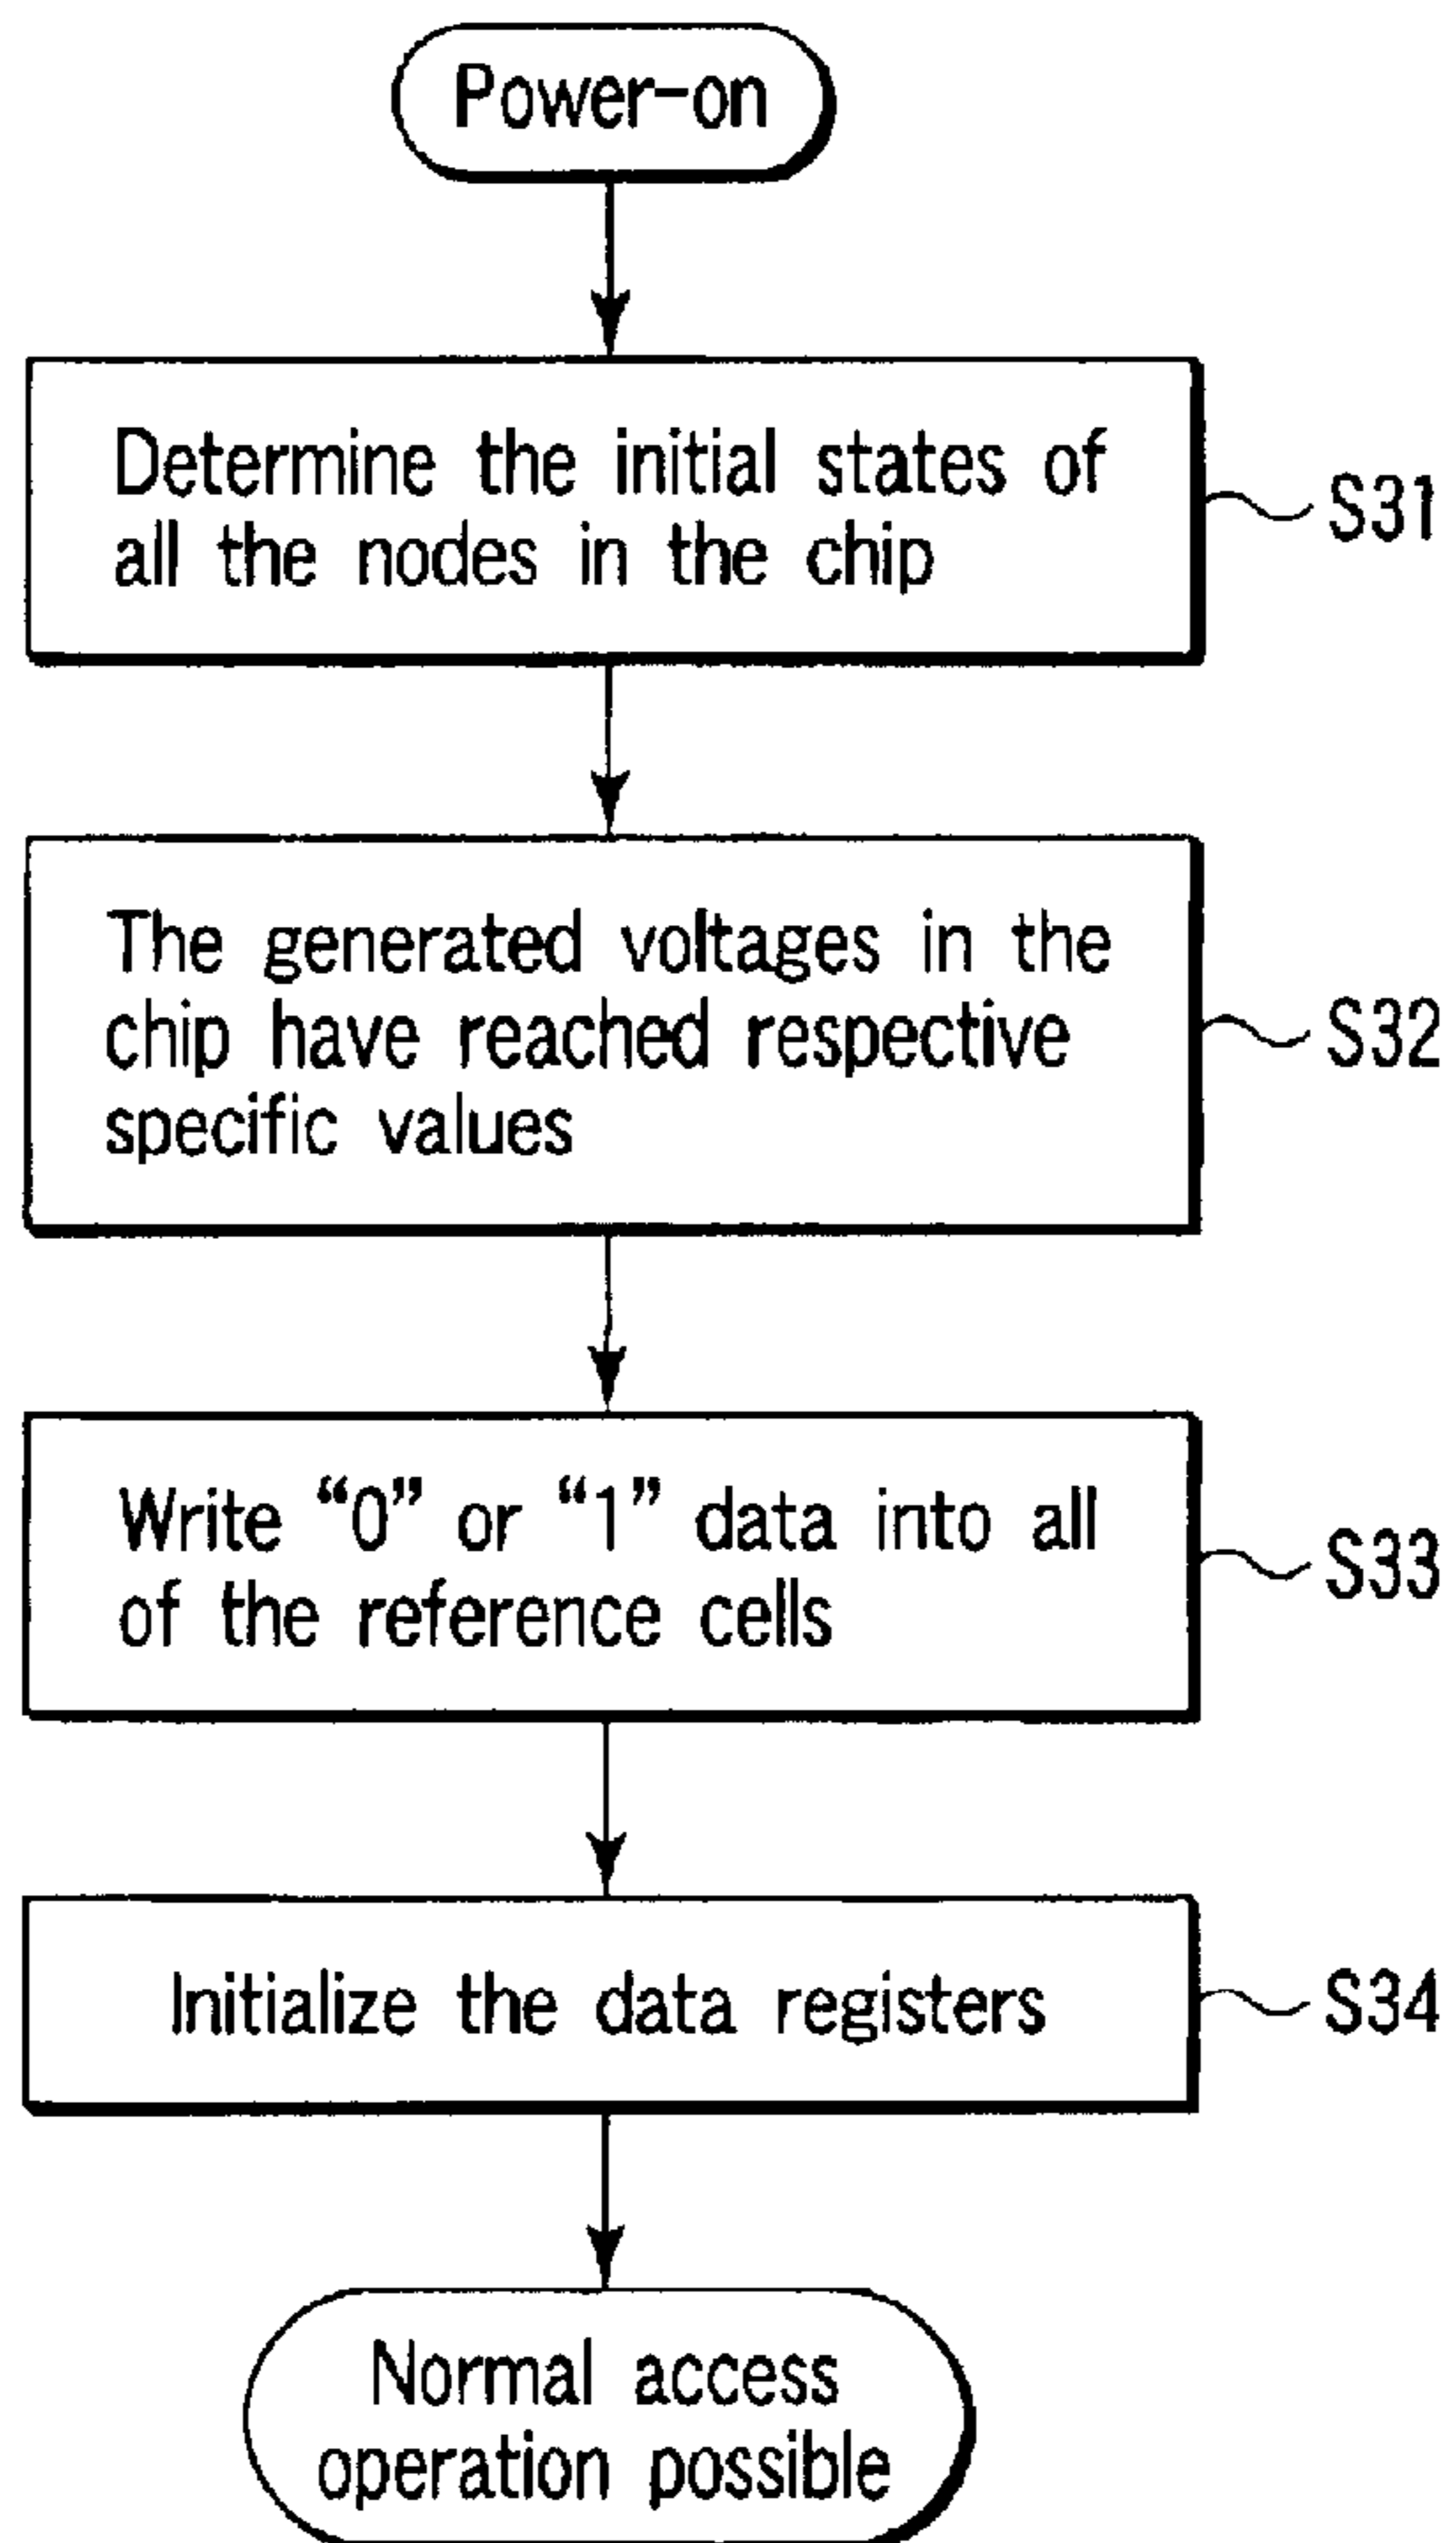 Power-on
Determine the initial states of
all the nodes in the chip
S31
The generated voltages in the
chip have reached respective
specific values
S32
Write “0” or “1” data into all
of the reference cells
S33
Initialize the data registers
S34
Normal access
operation possible